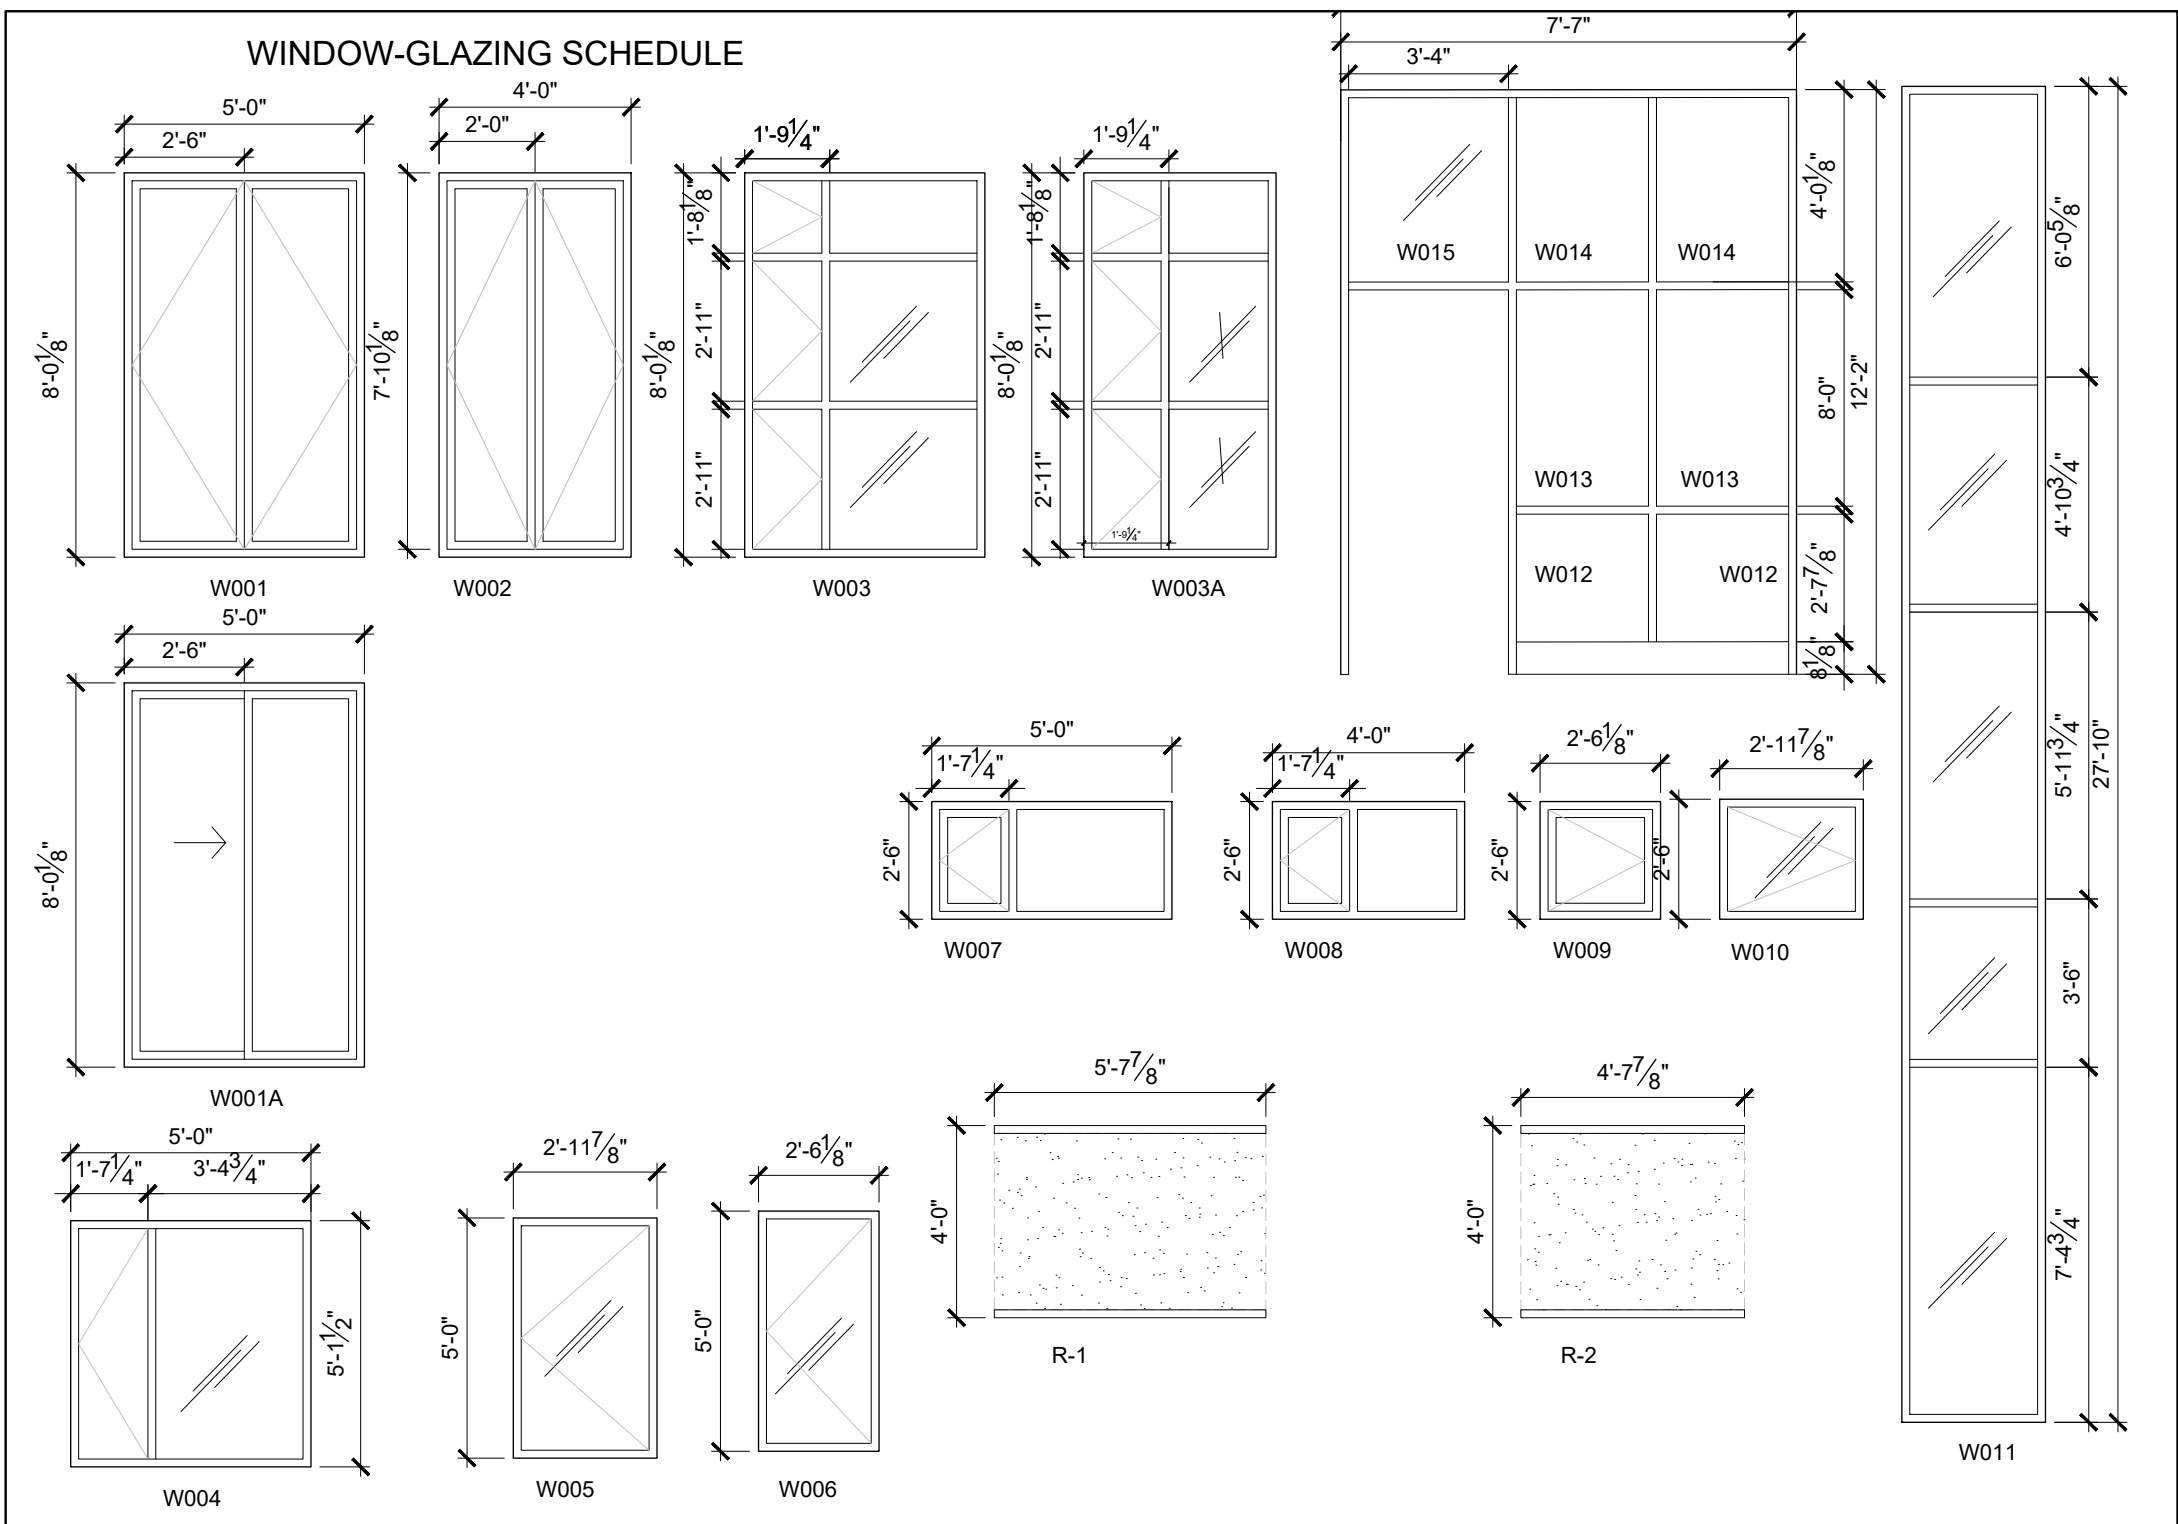 WINDOW-GLAZING SCHEDULE
5'-0"
2'-6"
8'-0 1/8"
W001
4'-0"
2'-0"
7'-10 1/8"
W002
1'-9 1/4"
1'-8 1/8"
2'-11"
2'-11"
8'-0 1/8"
W003
1'-9 1/4"
1'-8 1/8"
2'-11"
2'-11"
8'-0 1/8"
1'-9 1/4"
W003A
7'-7"
3'-4"
4'-0 1/8"
8'-0"
12'-2"
2'-7 7/8"
8 1/8"
W015
W014
W014
W013
W013
W012
W012
6'-0 5/8"
4'-10 3/4"
5'-11 3/4"
27'-10"
3'-6"
7'-4 3/4"
W011
5'-0"
2'-6"
8'-0 1/8"
W001A
5'-0"
1'-7 1/4"
2'-6"
W007
4'-0"
1'-7 1/4"
2'-6"
W008
2'-6 1/8"
2'-6"
W009
2'-11 7/8"
2'-6"
W010
5'-0"
1'-7 1/4"
3'-4 3/4"
5'-1 1/2"
W004
2'-11 7/8"
5'-0"
W005
2'-6 1/8"
5'-0"
W006
5'-7 7/8"
4'-0"
R-1
4'-7 7/8"
4'-0"
R-2